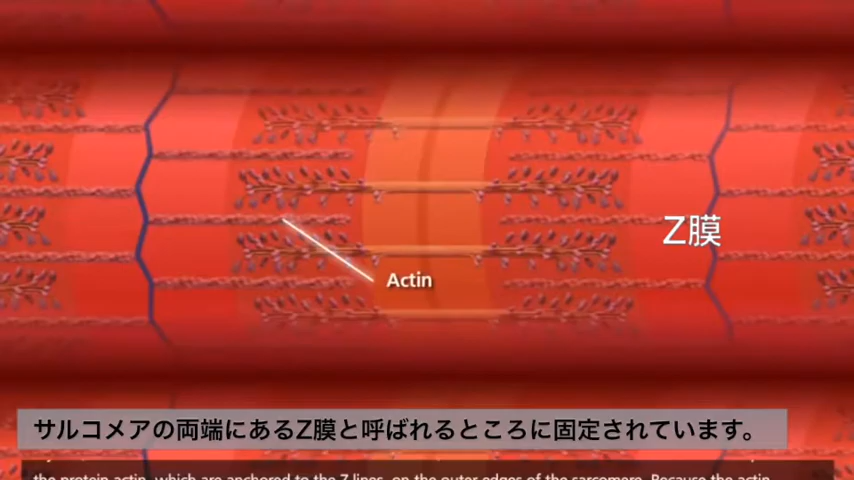 Z膜
Actin
サルコメアの両端にあるZ膜と呼ばれるところに固定されています。
the protein actin, which are anchored to the Z lines, on the outer edges of the sarcomere. Because the actin